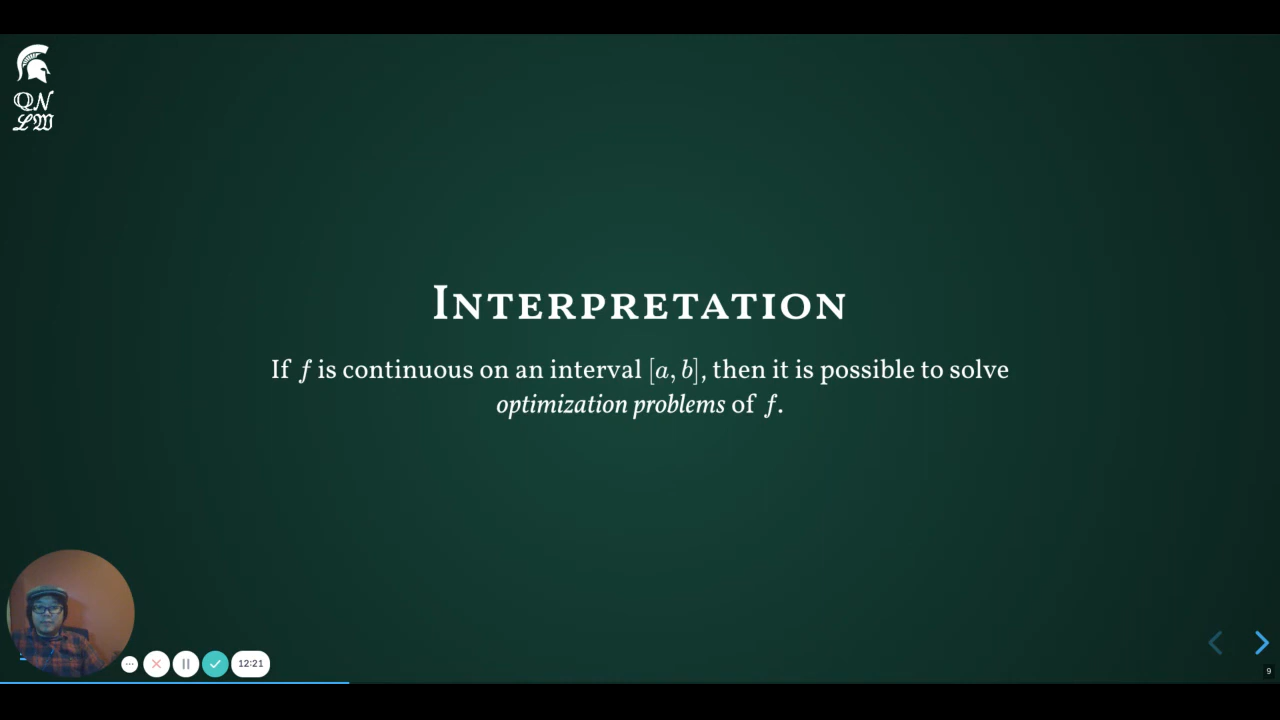 QN
LW
INTERPRETATION
If f is continuous on an interval [a, b], then it is possible to solve
optimization problems of f.
12:21
9